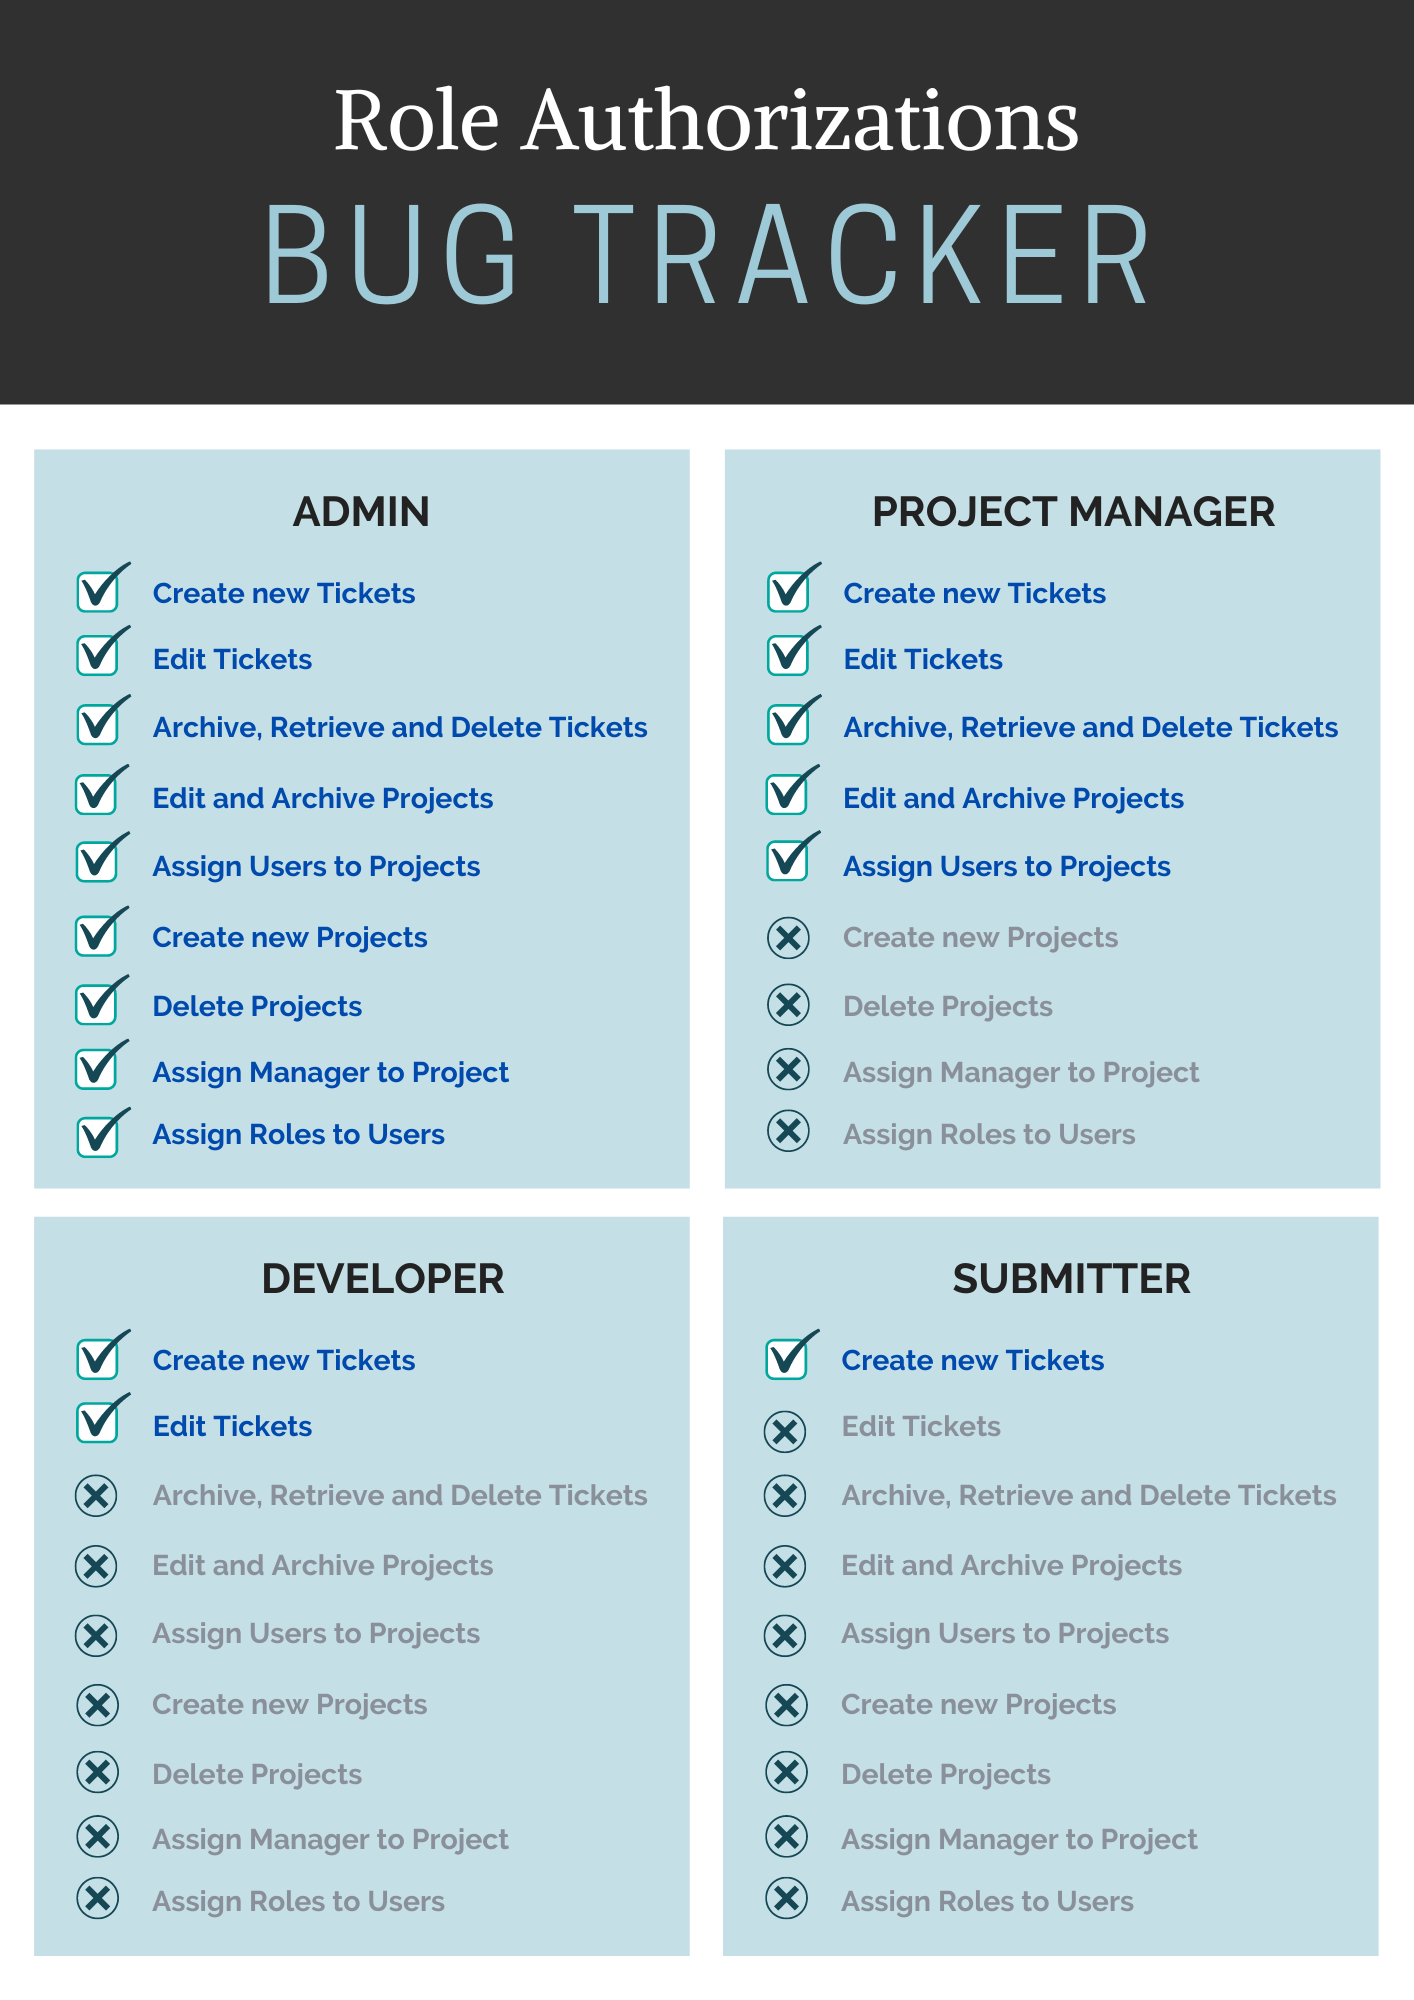 Role Authorizations
BUG TRACKER
ADMIN
Create new Tickets
Edit Tickets
Archive, Retrieve and Delete Tickets
Edit and Archive Projects
Assign Users to Projects
Create new Projects
Delete Projects
Assign Manager to Project
Assign Roles to Users
PROJECT MANAGER
Create new Tickets
Edit Tickets
Archive, Retrieve and Delete Tickets
Edit and Archive Projects
Assign Users to Projects
Create new Projects
Delete Projects
Assign Manager to Project
Assign Roles to Users
DEVELOPER
Create new Tickets
Edit Tickets
Archive, Retrieve and Delete Tickets
Edit and Archive Projects
Assign Users to Projects
Create new Projects
Delete Projects
Assign Manager to Project
Assign Roles to Users
SUBMITTER
Create new Tickets
Edit Tickets
Archive, Retrieve and Delete Tickets
Edit and Archive Projects
Assign Users to Projects
Create new Projects
Delete Projects
Assign Manager to Project
Assign Roles to Users